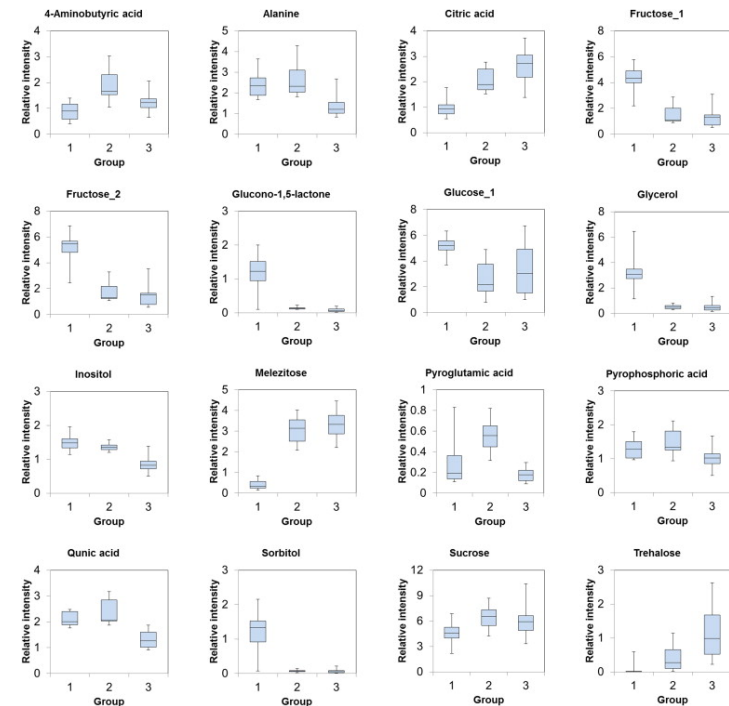 4-Aminobutyric acid
Relative intensity
4
3
2
1
0
1 2 3
Group
Alanine
Relative intensity
5
4
3
2
1
0
1 2 3
Group
Citric acid
Relative intensity
4
3
2
1
0
1 2 3
Group
Fructose_1
Relative intensity
8
6
4
2
0
1 2 3
Group
Fructose_2
Relative intensity
8
6
4
2
0
1 2 3
Group
Glucono-1,5-lactone
Relative intensity
3
2
1
0
1 2 3
Group
Glucose_1
Relative intensity
8
6
4
2
0
1 2 3
Group
Glycerol
Relative intensity
8
6
4
2
0
1 2 3
Group
Inositol
Relative intensity
3
2
1
0
1 2 3
Group
Melezitose
Relative intensity
5
4
3
2
1
0
1 2 3
Group
Pyroglutamic acid
Relative intensity
1
0.8
0.6
0.4
0.2
0
1 2 3
Group
Pyrophosphoric acid
Relative intensity
3
2
1
0
1 2 3
Group
Qunic acid
Relative intensity
4
3
2
1
0
1 2 3
Group
Sorbitol
Relative intensity
3
2
1
0
1 2 3
Group
Sucrose
Relative intensity
12
9
6
3
0
1 2 3
Group
Trehalose
Relative intensity
3
2
1
0
1 2 3
Group